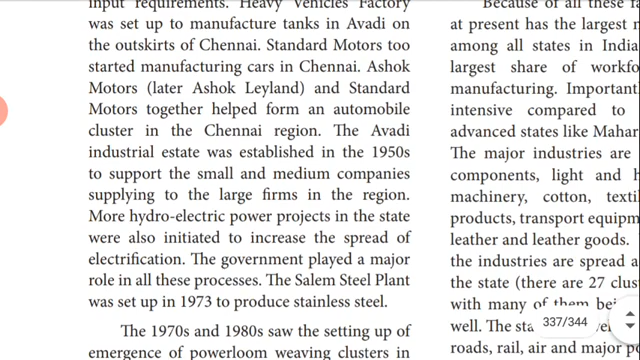 input requirements. Heavy Vehicles Factory
was set up to manufacture tanks in Avadi on
the outskirts of Chennai. Standard Motors too
started manufacturing cars in Chennai. Ashok
Motors (later Ashok Leyland) and Standard
Motors together helped form an automobile
cluster in the Chennai region. The Avadi
industrial estate was established in the 1950s
to support the small and medium companies
supplying to the large firms in the region.
More hydro-electric power projects in the state
were also initiated to increase the spread of
electrification. The government played a major
role in all these processes. The Salem Steel Plant
was set up in 1973 to produce stainless steel.
The 1970s and 1980s saw the setting up of
emergence of powerloom weaving clusters in
Because of all these fa
at present has the largest
among all states in India
largest share of workfo
manufacturing. Important
intensive compared to
advanced states like Mahar
The major industries are
components, light and h
machinery, cotton, texti
products, transport equipm
leather and leather goods.
the industries are spread a
the state (there are 27 clus
with many of them bei
well. The sta
roads, rail, air and major po
337/344